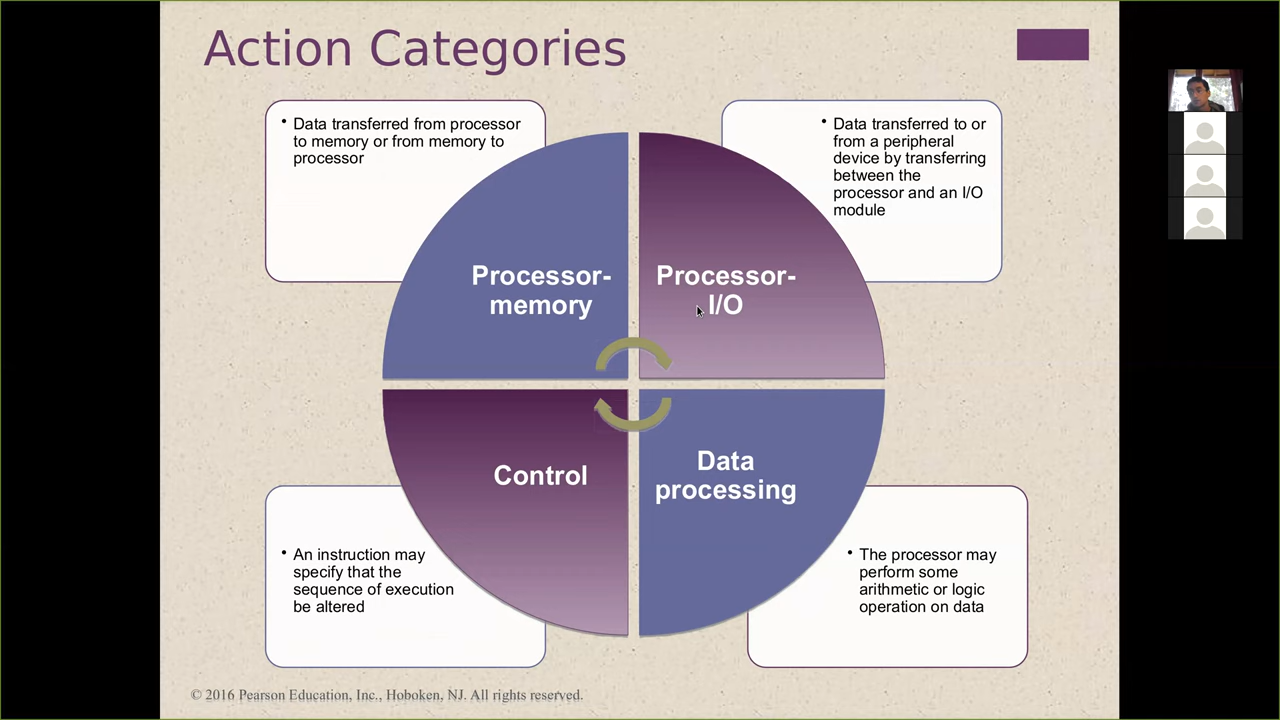 Action Categories
• Data transferred from processor
to memory or from memory to
processor
• Data transferred to or
from a peripheral
device by transferring
between the
processor and an I/O
module
Processor-
memory
Processor-
I/O
Control
Data
processing
• An instruction may
specify that the
sequence of execution
be altered
• The processor may
perform some
arithmetic or logic
operation on data
© 2016 Pearson Education, Inc., Hoboken, NJ. All rights reserved.